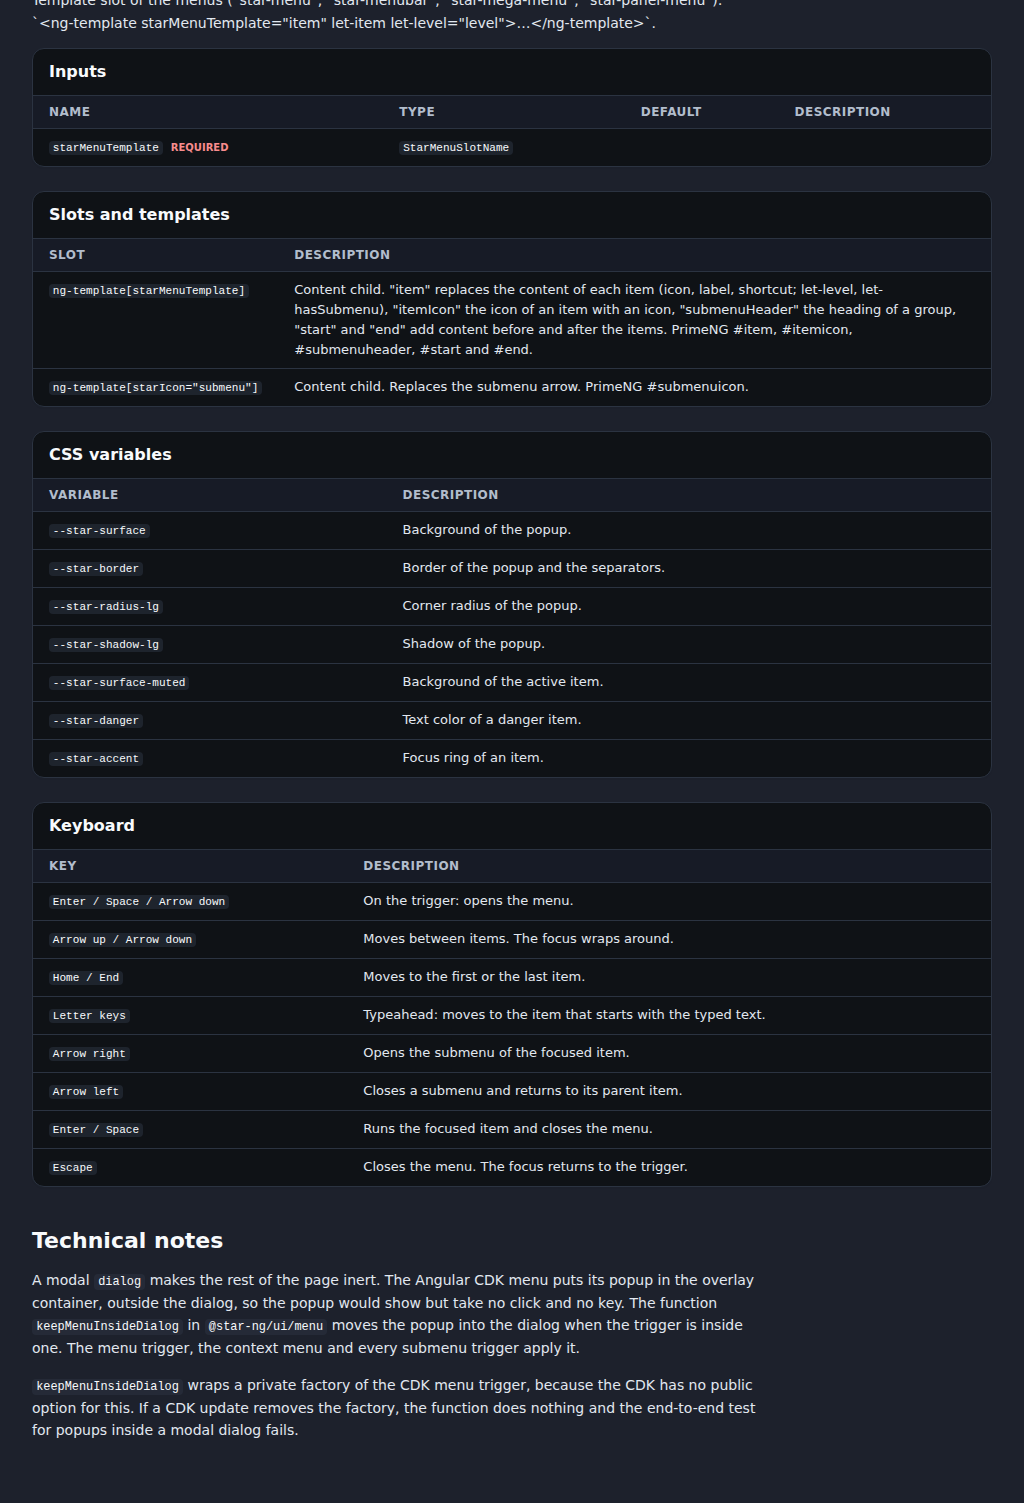 Template slot of the menus (`star-menu`, `star-menubar`, `star-mega-menu`, `star-panel-menu`):
`<ng-template starMenuTemplate="item" let-item let-level="level">…</ng-template>`.
Inputs
NAME TYPE DEFAULT DESCRIPTION
starMenuTemplate REQUIRED StarMenuSlotName
Slots and templates
SLOT DESCRIPTION
ng-template[starMenuTemplate] Content child. "item" replaces the content of each item (icon, label, shortcut; let-level, let-
hasSubmenu), "itemIcon" the icon of an item with an icon, "submenuHeader" the heading of a group,
"start" and "end" add content before and after the items. PrimeNG #item, #itemicon,
#submenuheader, #start and #end.
ng-template[starIcon="submenu"] Content child. Replaces the submenu arrow. PrimeNG #submenuicon.
CSS variables
VARIABLE DESCRIPTION
--star-surface Background of the popup.
--star-border Border of the popup and the separators.
--star-radius-lg Corner radius of the popup.
--star-shadow-lg Shadow of the popup.
--star-surface-muted Background of the active item.
--star-danger Text color of a danger item.
--star-accent Focus ring of an item.
Keyboard
KEY DESCRIPTION
Enter / Space / Arrow down On the trigger: opens the menu.
Arrow up / Arrow down Moves between items. The focus wraps around.
Home / End Moves to the first or the last item.
Letter keys Typeahead: moves to the item that starts with the typed text.
Arrow right Opens the submenu of the focused item.
Arrow left Closes a submenu and returns to its parent item.
Enter / Space Runs the focused item and closes the menu.
Escape Closes the menu. The focus returns to the trigger.
Technical notes
A modal dialog makes the rest of the page inert. The Angular CDK menu puts its popup in the overlay
container, outside the dialog, so the popup would show but take no click and no key. The function
keepMenuInsideDialog in @star-ng/ui/menu moves the popup into the dialog when the trigger is inside
one. The menu trigger, the context menu and every submenu trigger apply it.
keepMenuInsideDialog wraps a private factory of the CDK menu trigger, because the CDK has no public
option for this. If a CDK update removes the factory, the function does nothing and the end-to-end test
for popups inside a modal dialog fails.